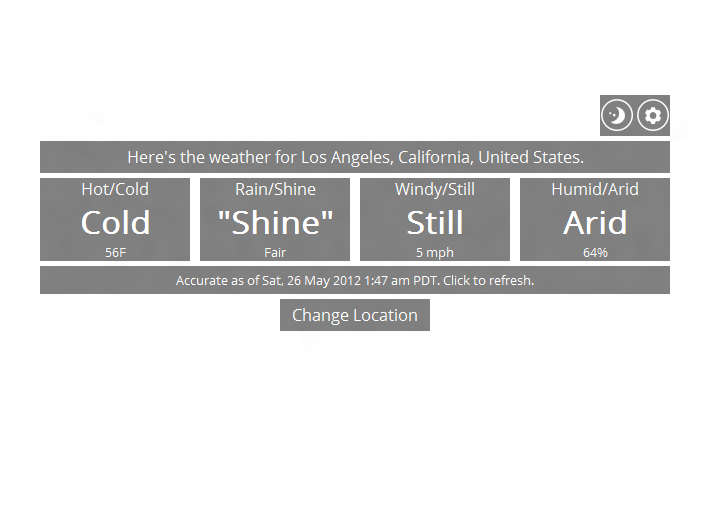 Here's the weather for Los Angeles, California, United States.
Hot/Cold
Cold
56F
Rain/Shine
"Shine"
Fair
Windy/Still
Still
5 mph
Humid/Arid
Arid
64%
Accurate as of Sat, 26 May 2012 1:47 am PDT. Click to refresh.
Change Location